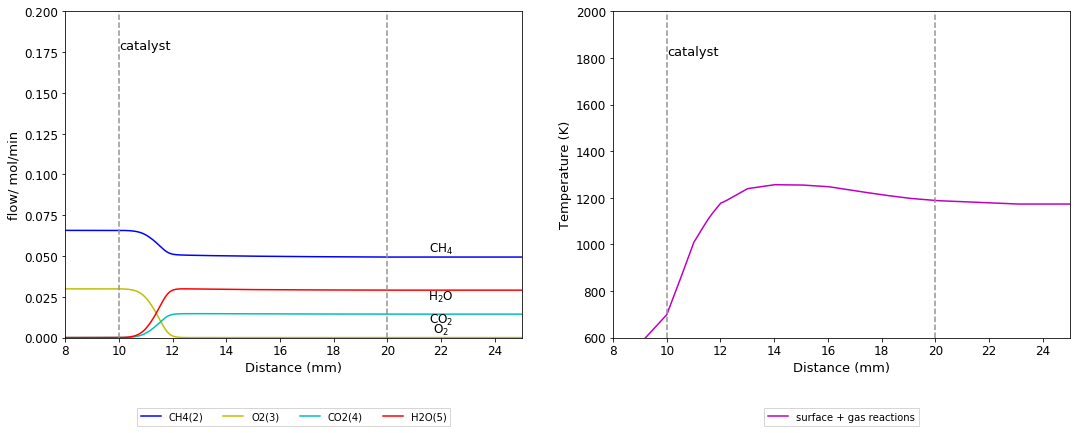 0.200
0.175
0.150
0.125
0.100
0.075
0.050
0.025
0.000
flow/ mol/min
catalyst
CH₄
H₂O
CO₂
O₂
8 10 12 14 16 18 20 22 24
Distance (mm)
CH4(2) O2(3) CO2(4) H2O(5)
2000
1800
1600
1400
1200
1000
800
600
Temperature (K)
catalyst
8 10 12 14 16 18 20 22 24
Distance (mm)
surface + gas reactions